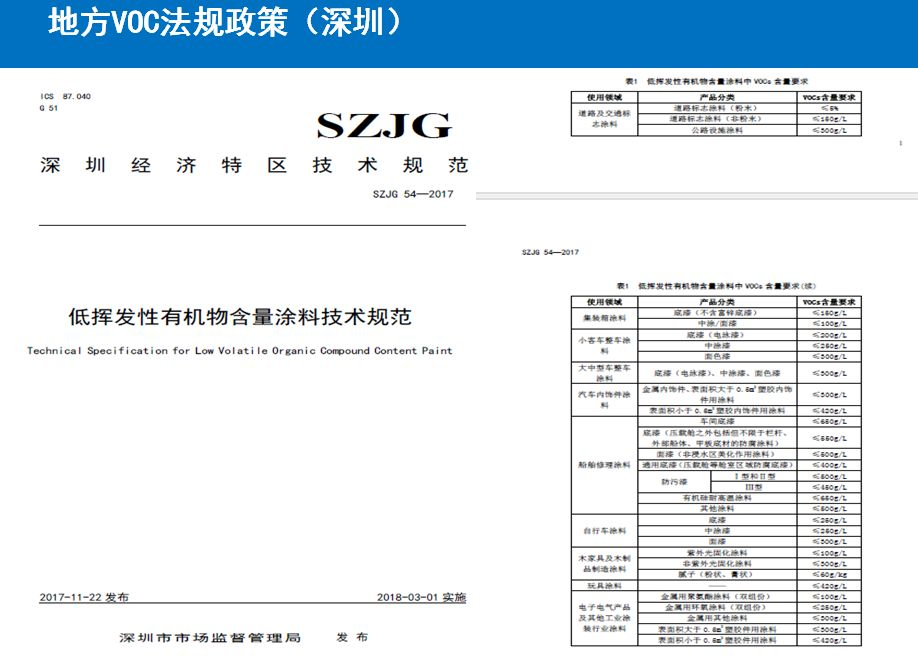 地方VOC法规政策（深圳）
ICS 87.040
G 51
SZJG
深圳经济特区技术规范
SZJG 54—2017
低挥发性有机物含量涂料技术规范
Technical Specification for Low Volatile Organic Compound Content Paint
2017-11-22 发布 2018-03-01 实施
深圳市市场监督管理局 发布
表1 低挥发性有机物含量涂料中 VOCs 含量要求
使用领域 产品分类 VOCs含量要求
道路及交通标志涂料 道路标志涂料（粉末） ≤5%
道路标志涂料（非粉末） ≤150g/L
公路设施涂料 ≤300g/L
1
SZJG 54—2017
表1 低挥发性有机物含量涂料中 VOCs 含量要求(续)
使用领域 产品分类 VOCs含量要求
集装箱涂料 底漆（不含富锌底漆） ≤150g/L
中涂/面漆 ≤100g/L
小客车整车涂料 底漆（电泳漆） ≤200g/L
中涂漆 ≤250g/L
面色漆 ≤300g/L
大中型车整车涂料 底漆（电泳漆）、中涂漆、面色漆 ≤300g/L
汽车内饰件涂料 金属内饰件、表面积大于 0.5m²塑胶内饰件用涂料 ≤300g/L
表面积小于 0.5m²塑胶内饰件用涂料 ≤420g/L
船舶修理涂料 车间底漆 ≤650g/L
底漆（压载舱之外包括但不限于栏杆、外部船体、甲板底材的防腐涂料） ≤550g/L
面漆（非浸水区美化作用涂料） ≤500g/L
通用底漆（压载舱等舱室区域防腐底漆） ≤400g/L
防污漆 I 型和II型 ≤500g/L
III型 ≤450g/L
有机硅耐高温涂料 ≤650g/L
其他涂料 ≤500g/L
自行车涂料 底漆 ≤250g/L
中涂漆 ≤250g/L
面漆 ≤300g/L
木家具及木制品制造涂料 紫外光固化涂料 ≤100g/L
非紫外光固化涂料 ≤300g/L
腻子（粉状、膏状） ≤60g/kg
玩具涂料 —— ≤420g/L
电子电气产品及其他工业涂装行业涂料 金属用聚氨酯涂料（双组份） ≤100g/L
金属用环氧涂料（双组份） ≤250g/L
金属用其他涂料 ≤300g/L
表面积大于 0.5m²塑胶件用涂料 ≤300g/L
表面积小于 0.5m²塑胶件用涂料 ≤420g/L